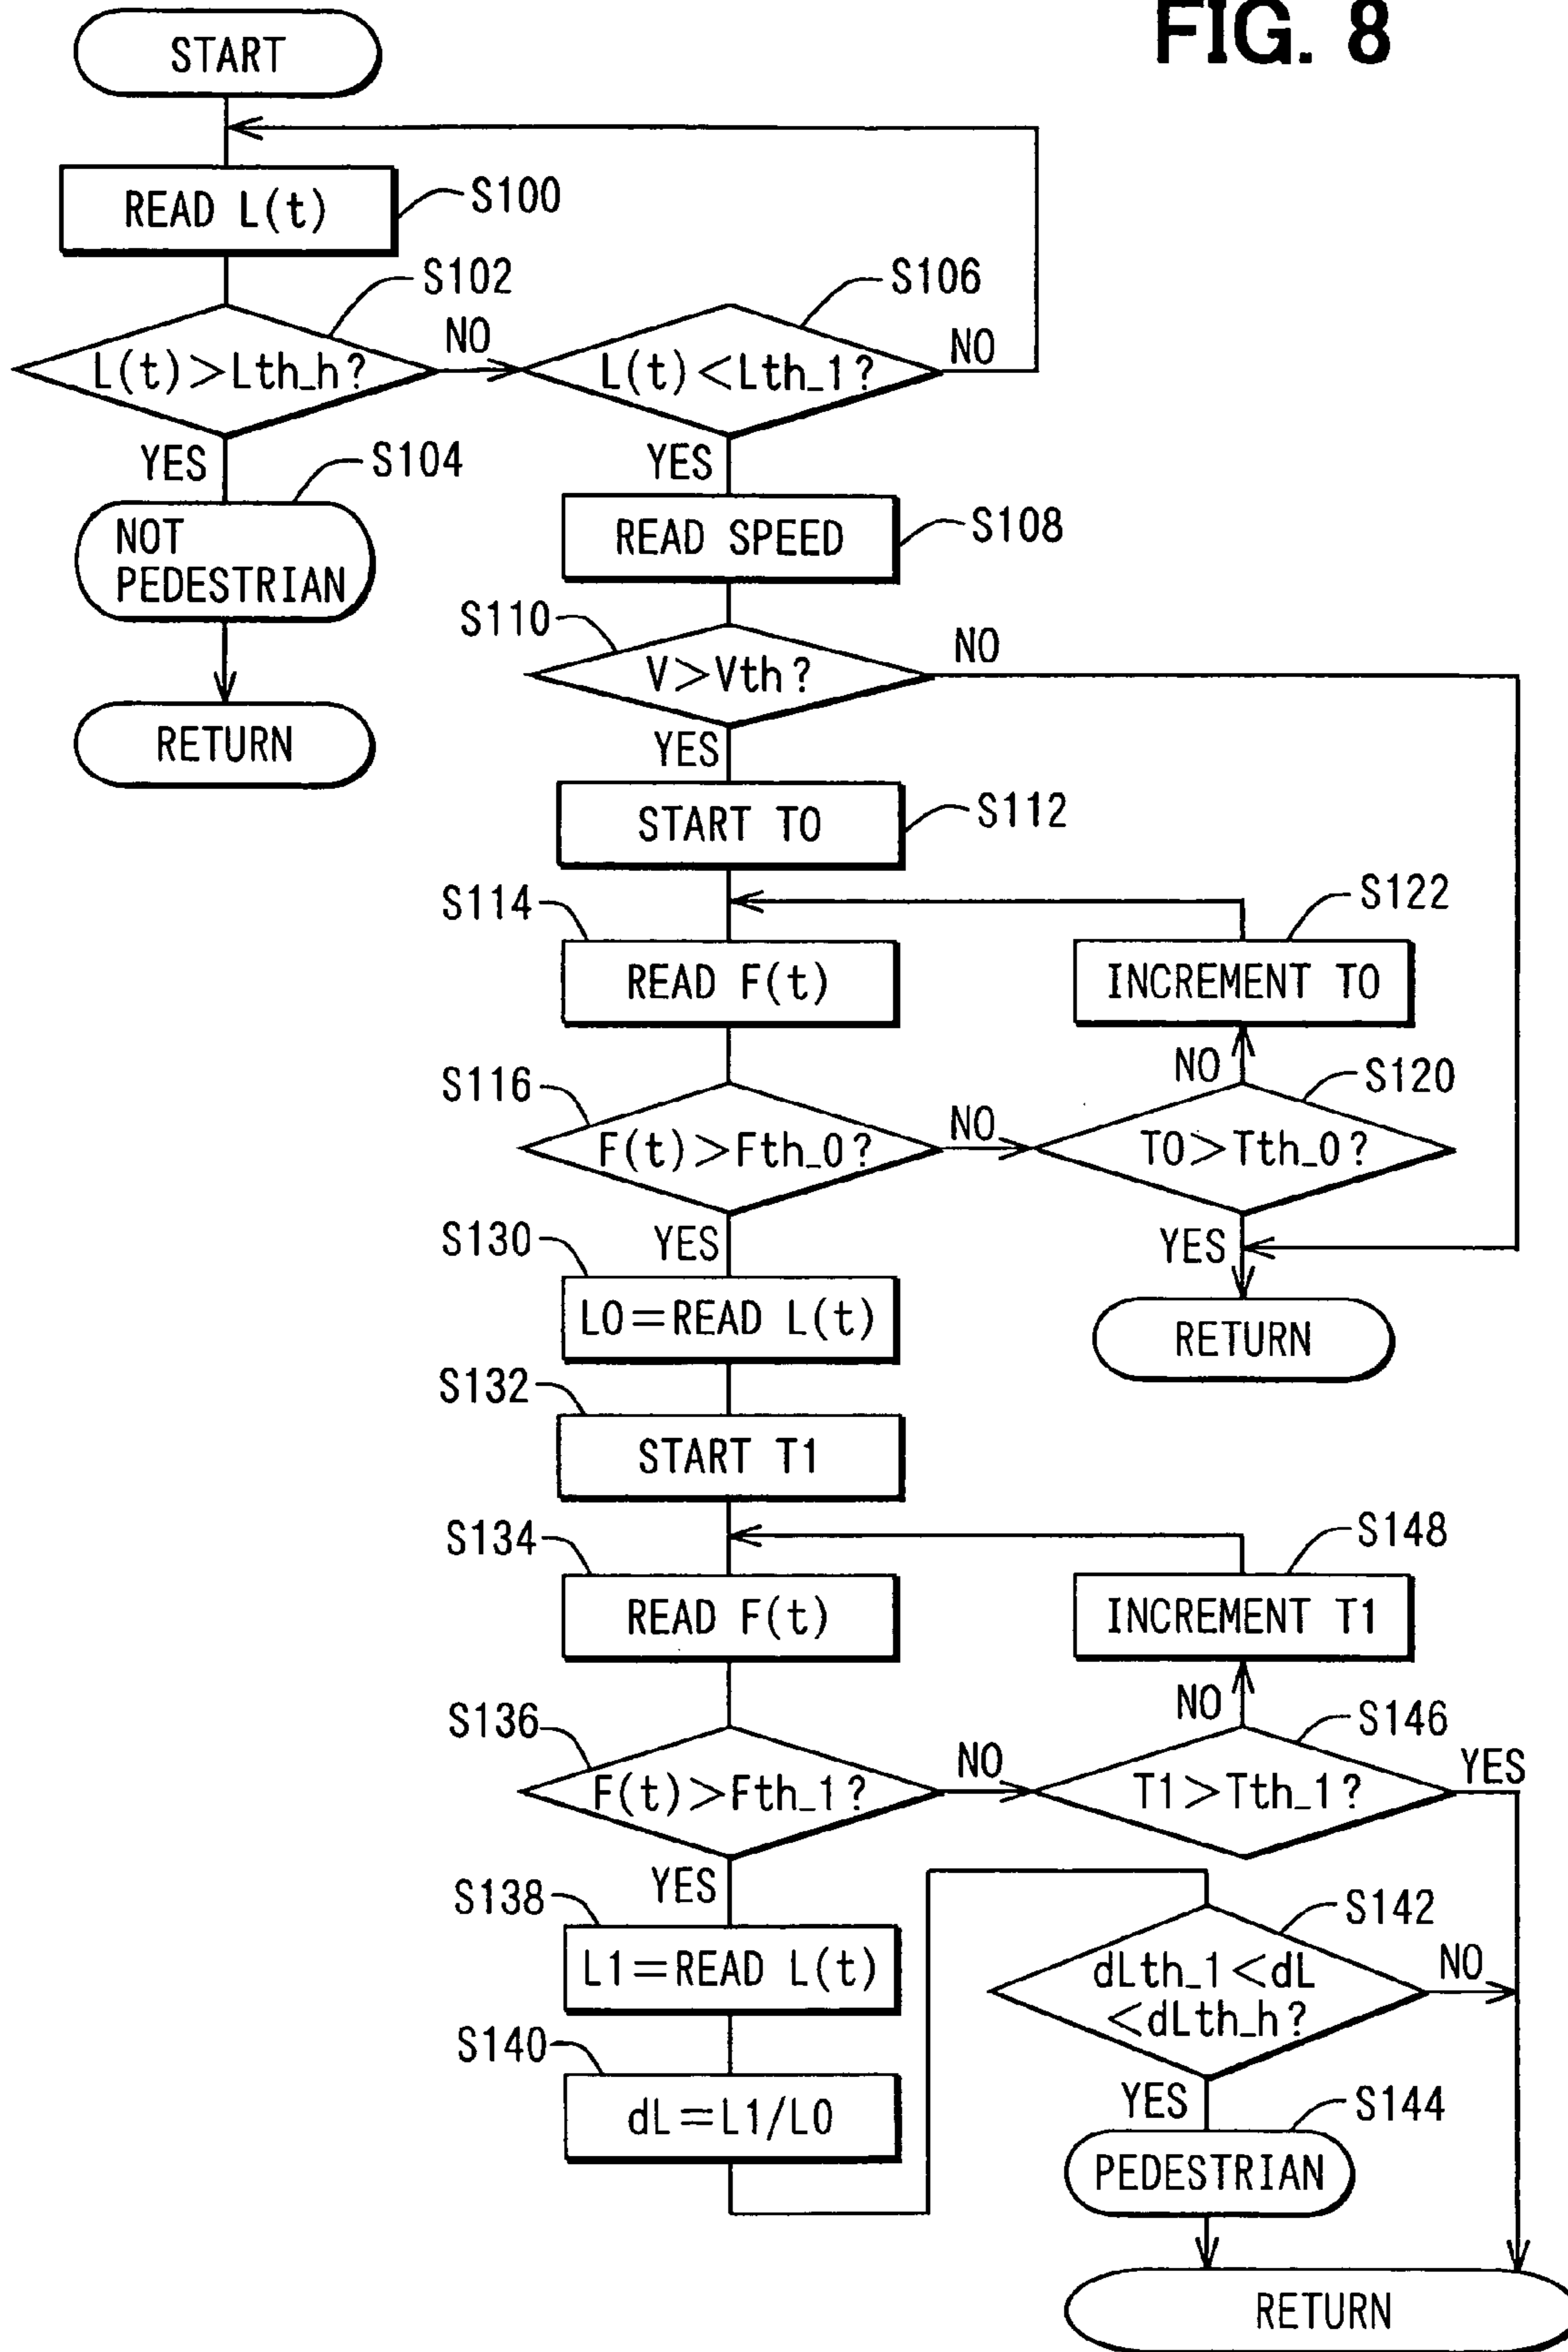 FIG. 8
START
READ L(t)
S100
S102
L(t)>Lth_h?
NO
S106
L(t)<Lth_1?
NO
YES
S104
NOT
PEDESTRIAN
RETURN
YES
READ SPEED
S108
S110
V>Vth?
NO
YES
START T0
S112
S114
READ F(t)
S122
INCREMENT T0
NO
S116
F(t)>Fth_0?
NO
S120
T0>Tth_0?
YES
RETURN
YES
S130
L0=READ L(t)
S132
START T1
S134
READ F(t)
S148
INCREMENT T1
NO
S136
F(t)>Fth_1?
NO
S146
T1>Tth_1?
YES
YES
S138
L1=READ L(t)
S140
dL=L1/L0
S142
dLth_1<dL
<dLth_h?
NO
YES
S144
PEDESTRIAN
RETURN